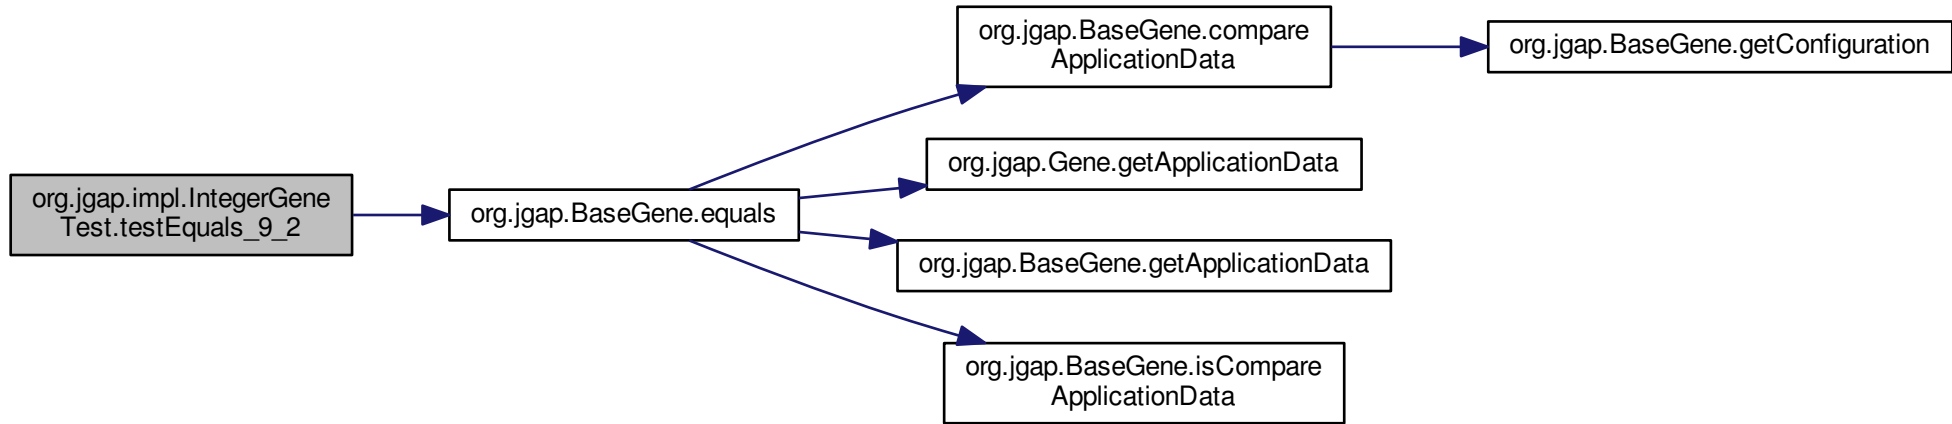 org.jgap.impl.IntegerGene
Test.testEquals_9_2
org.jgap.BaseGene.equals
org.jgap.BaseGene.compare
ApplicationData
org.jgap.BaseGene.getConfiguration
org.jgap.Gene.getApplicationData
org.jgap.BaseGene.getApplicationData
org.jgap.BaseGene.isCompare
ApplicationData